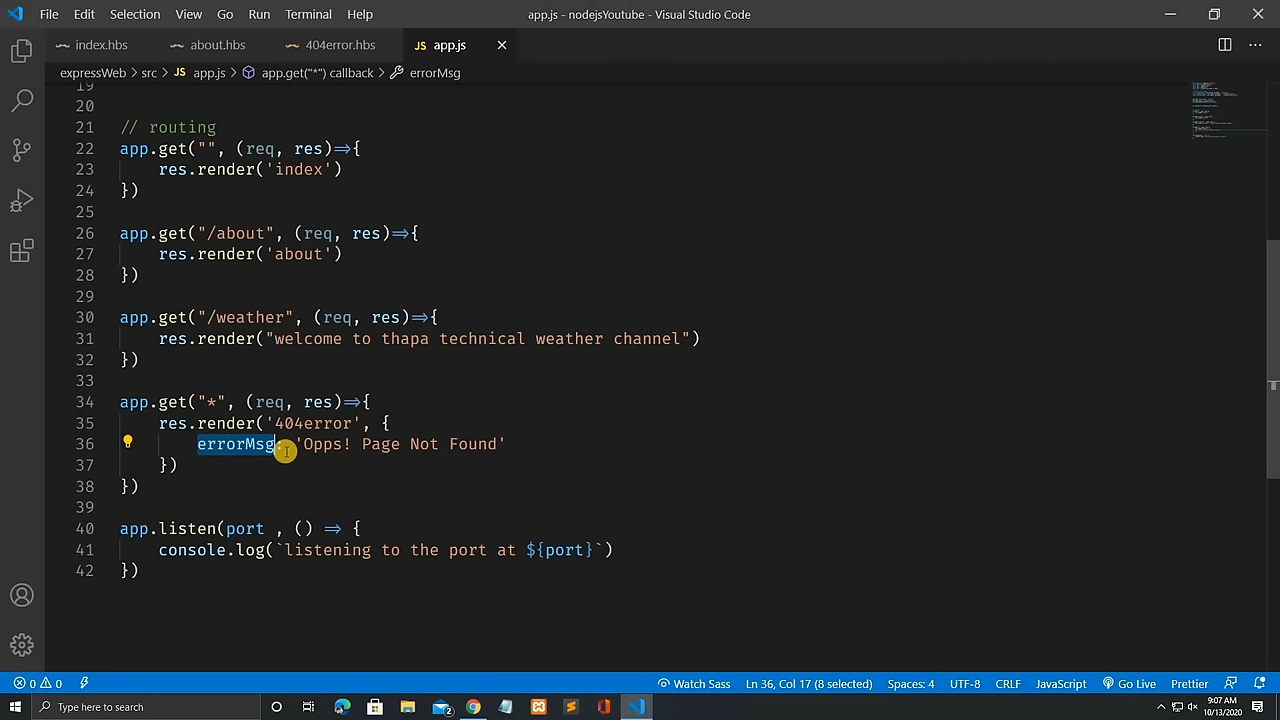 File Edit Selection View Go Run Terminal Help app.js - nodejsYoutube - Visual Studio Code
index.hbs about.hbs 404error.hbs JS app.js
expressWeb > src > JS app.js > app.get("*") callback > errorMsg
19
20
21 // routing
22 app.get("", (req, res)=>{
23 res.render('index')
24 })
25
26 app.get("/about", (req, res)=>{
27 res.render('about')
28 })
29
30 app.get("/weather", (req, res)=>{
31 res.render("welcome to thapa technical weather channel")
32 })
33
34 app.get("*", (req, res)=>{
35 res.render('404error', {
36 errorMsg: 'Opps! Page Not Found'
37 })
38 })
39
40 app.listen(port , () => {
41 console.log(`listening to the port at ${port}`)
42 })
0 0 Watch Sass Ln 36, Col 17 (8 selected) Spaces: 4 UTF-8 CRLF JavaScript Go Live Prettier
Type here to search 2 9:07 AM
10/13/2020